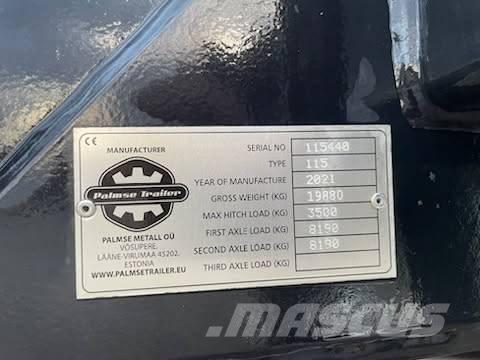 CE
MANUFACTURER
Palmse Trailer
PALMSE METALL OÜ
VÕSUPERE,
LÄÄNE-VIRUMAA 45202,
ESTONIA
WWW.PALMSETRAILER.EU
SERIAL NO 115440
TYPE 115
YEAR OF MANUFACTURE 2021
GROSS WEIGHT (KG) 19880
MAX HITCH LOAD (KG) 3500
FIRST AXLE LOAD (KG) 8190
SECOND AXLE LOAD (KG) 8190
THIRD AXLE LOAD (KG)
MASCUS